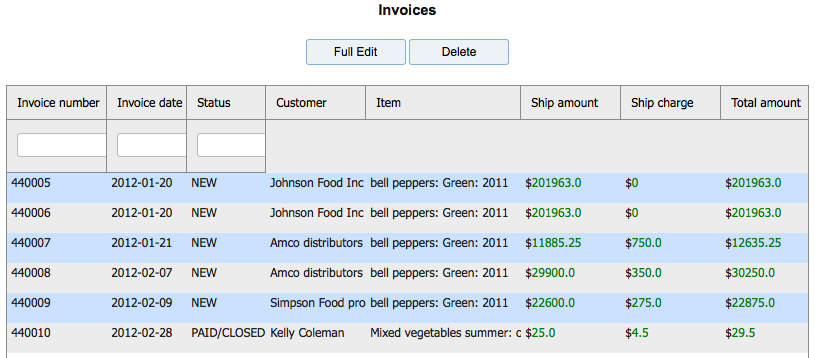 Invoices
Full Edit Delete
Invoice number Invoice date Status Customer Item Ship amount Ship charge Total amount
440005 2012-01-20 NEW Johnson Food Inc bell peppers: Green: 2011 $201963.0 $0 $201963.0
440006 2012-01-20 NEW Johnson Food Inc bell peppers: Green: 2011 $201963.0 $0 $201963.0
440007 2012-01-21 NEW Amco distributors bell peppers: Green: 2011 $11885.25 $750.0 $12635.25
440008 2012-02-07 NEW Amco distributors bell peppers: Green: 2011 $29900.0 $350.0 $30250.0
440009 2012-02-09 NEW Simpson Food pro bell peppers: Green: 2011 $22600.0 $275.0 $22875.0
440010 2012-02-28 PAID/CLOSED Kelly Coleman Mixed vegetables summer: $25.0 $4.5 $29.5